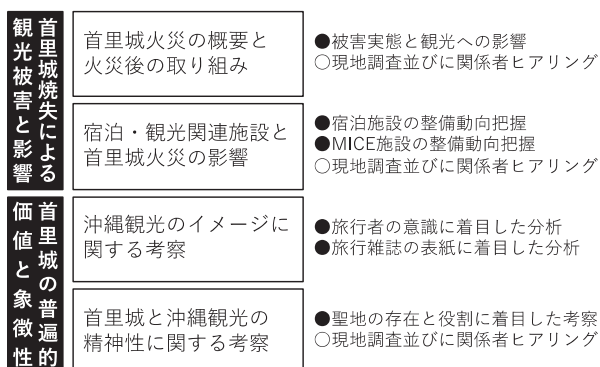 首里城焼失による
観光被害と影響
首里城火災の概要と
火災後の取り組み
●被害実態と観光への影響
○現地調査並びに関係者ヒアリング
宿泊・観光関連施設と
首里城火災の影響
●宿泊施設の整備動向把握
●MICE施設の整備動向把握
○現地調査並びに関係者ヒアリング
首里城の普遍的
価値と象徴性
沖縄観光のイメージに
関する考察
●旅行者の意識に着目した分析
●旅行雑誌の表紙に着目した分析
首里城と沖縄観光の
精神性に関する考察
●聖地の存在と役割に着目した考察
○現地調査並びに関係者ヒアリング